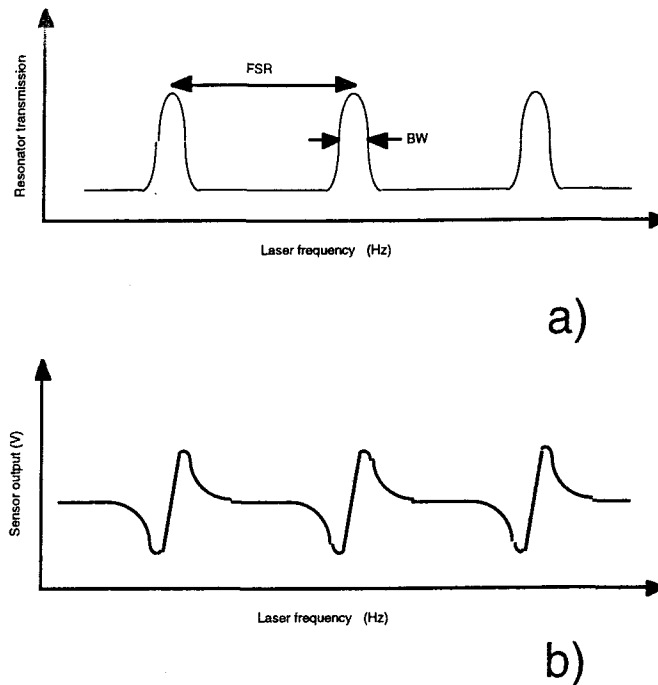 FSR
BW
Resonator transmission
Laser frequency (Hz)
a)
Sensor output (V)
Laser frequency (Hz)
b)